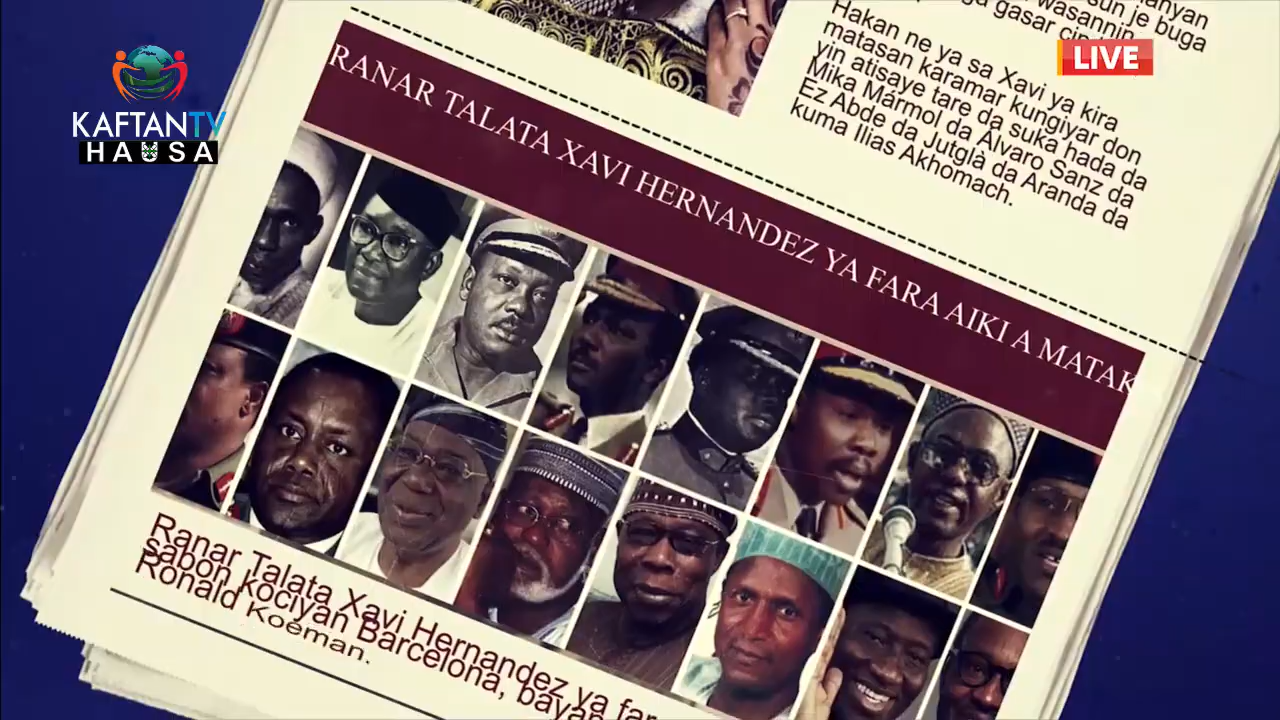 KAFTANTV
HAUSA
LIVE
sun je buga
wasannin
gasar
Hakan ne ya sa Xavi ya kira
matasan karamar kungiyar don
yin atisaye tare da suka hada da
Mika Mármol da Álvaro Sanz da
Ez Abde da Jutglà da Aranda da
kuma Ilias Akhomach.
RANAR TALATA XAVI HERNANDEZ YA FARA AIKI A MATAK
Ranar Talata Xavi Hernandez ya far
sabon kociyan Barcelona, bayan
Ronald Koeman.